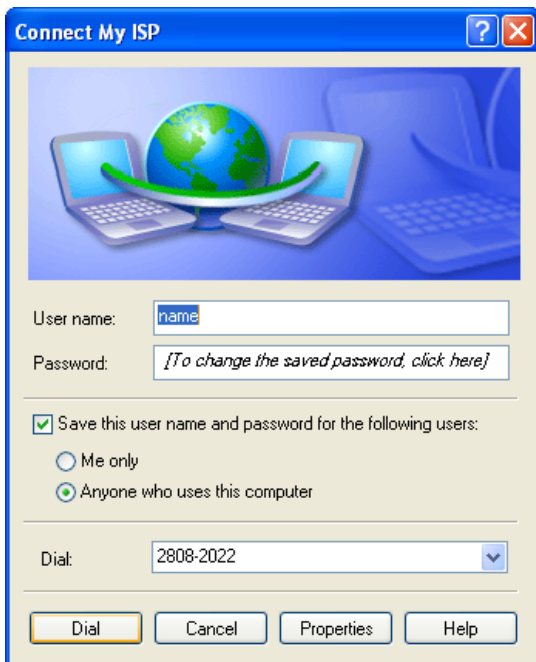 Connect My ISP
User name: name
Password: [To change the saved password, click here]
Save this user name and password for the following users:
Me only
Anyone who uses this computer
Dial: 2808-2022
Dial Cancel Properties Help